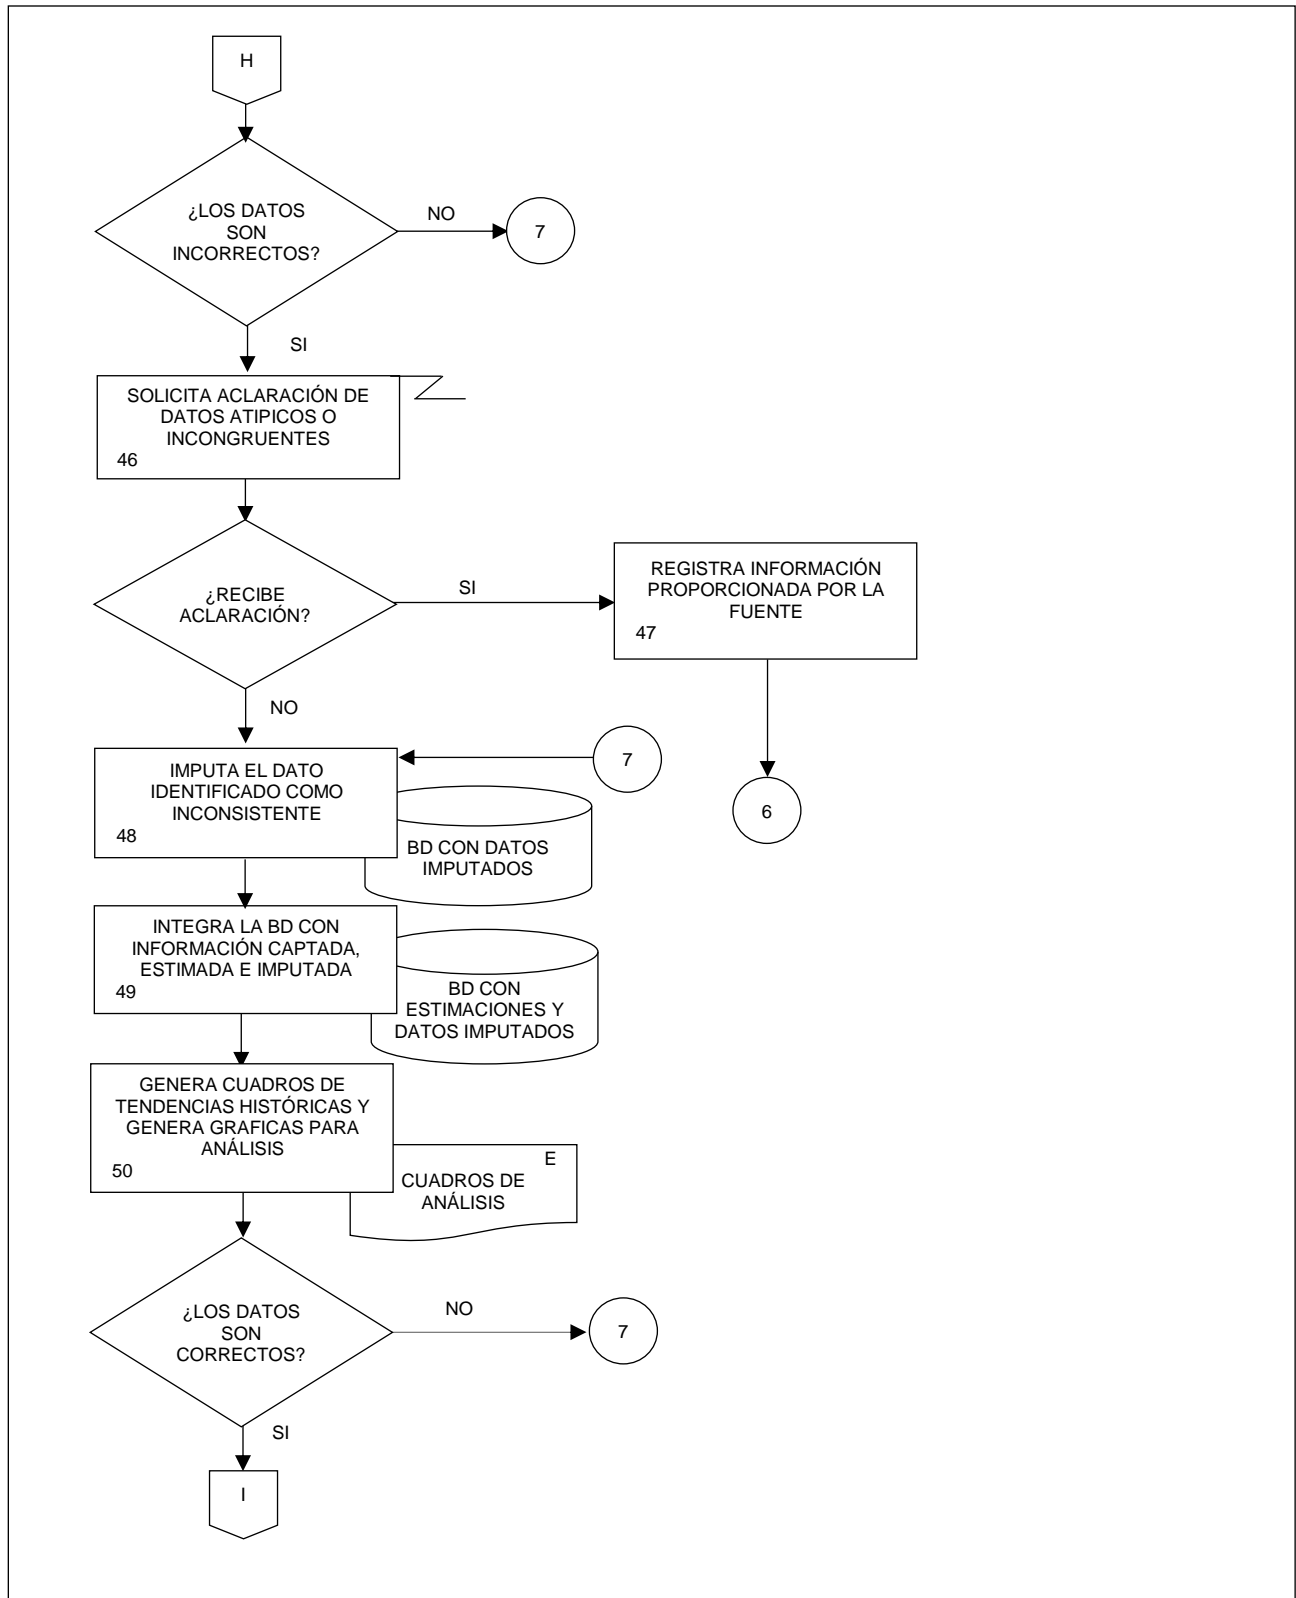 H
¿LOS DATOS
SON
INCORRECTOS?
NO
7
SI
SOLICITA ACLARACIÓN DE
DATOS ATIPICOS O
INCONGRUENTES
46
¿RECIBE
ACLARACIÓN?
SI
REGISTRA INFORMACIÓN
PROPORCIONADA POR LA
FUENTE
47
NO
7
6
IMPUTA EL DATO
IDENTIFICADO COMO
INCONSISTENTE
48
BD CON DATOS
IMPUTADOS
INTEGRA LA BD CON
INFORMACIÓN CAPTADA,
ESTIMADA E IMPUTADA
49
BD CON
ESTIMACIONES Y
DATOS IMPUTADOS
GENERA CUADROS DE
TENDENCIAS HISTÓRICAS Y
GENERA GRAFICAS PARA
ANÁLISIS
50
E
CUADROS DE
ANÁLISIS
¿LOS DATOS
SON
CORRECTOS?
NO
7
SI
I